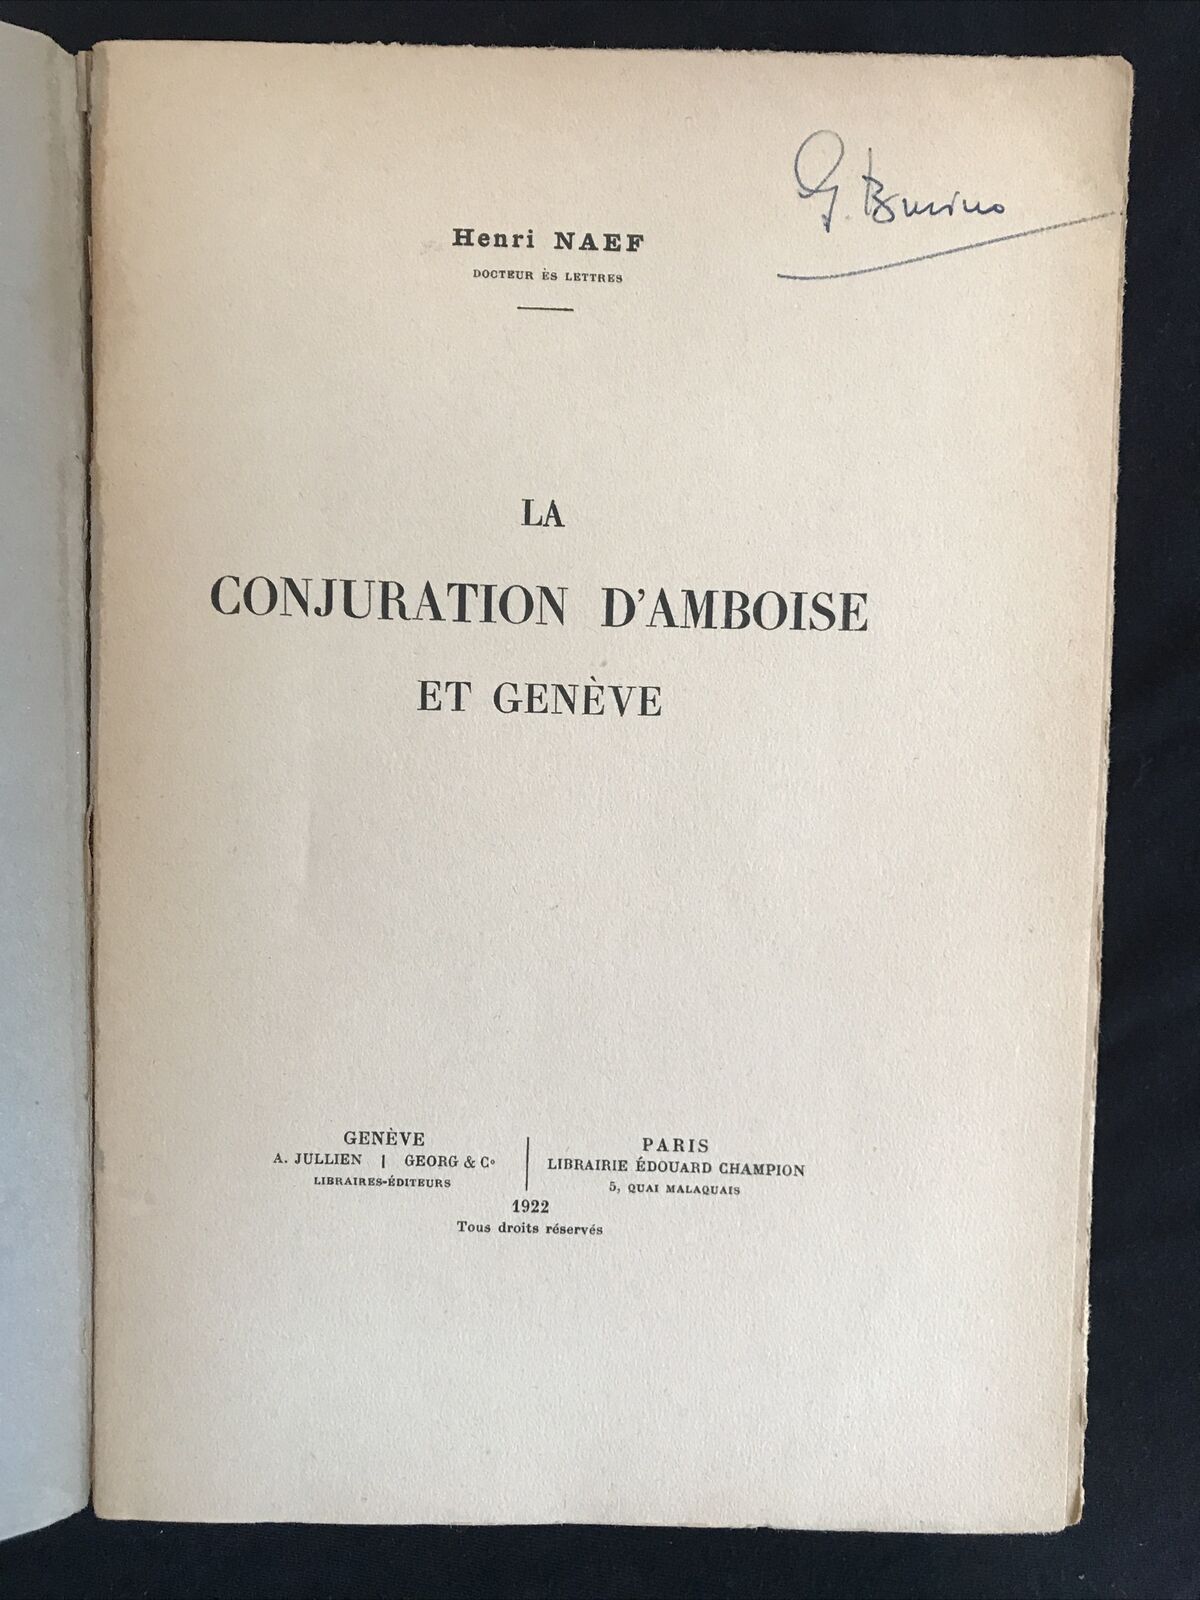 Henri NAEF
DOCTEUR ÈS LETTRES
LA
CONJURATION D'AMBOISE
ET GENÈVE
GENÈVE
A. JULLIEN | GEORG & Cº
LIBRAIRES-ÉDITEURS
PARIS
LIBRAIRIE ÉDOUARD CHAMPION
5, QUAI MALAQUAIS
1922
Tous droits réservés